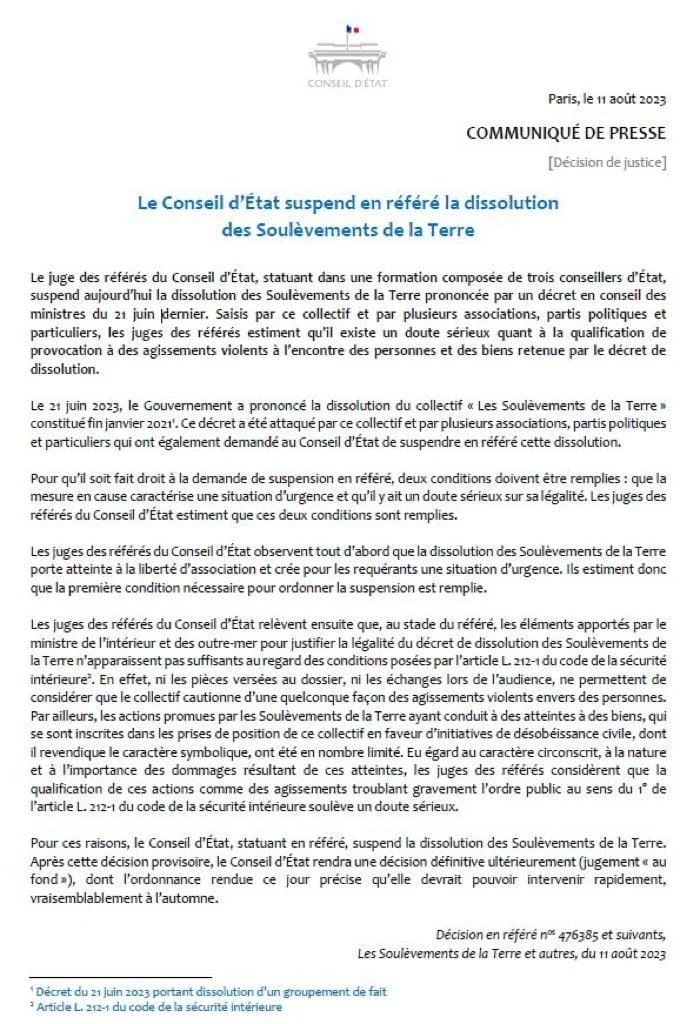 CONSEIL D'ÉTAT
Paris, le 11 août 2023
COMMUNIQUÉ DE PRESSE
[Décision de justice]
Le Conseil d'État suspend en référé la dissolution
des Soulèvements de la Terre
Le juge des référés du Conseil d'État, statuant dans une formation composée de trois conseillers d'État,
suspend aujourd'hui la dissolution des Soulèvements de la Terre prononcée par un décret en conseil des
ministres du 21 juin dernier. Saisis par ce collectif et par plusieurs associations, partis politiques et
particuliers, les juges des référés estiment qu'il existe un doute sérieux quant à la qualification de
provocation à des agissements violents à l'encontre des personnes et des biens retenue par le décret de
dissolution.
Le 21 juin 2023, le Gouvernement a prononcé la dissolution du collectif « Les Soulèvements de la Terre »
constitué fin janvier 2021¹. Ce décret a été attaqué par ce collectif et par plusieurs associations, partis politiques
et particuliers qui ont également demandé au Conseil d'État de suspendre en référé cette dissolution.
Pour qu'il soit fait droit à la demande de suspension en référé, deux conditions doivent être remplies : que la
mesure en cause caractérise une situation d'urgence et qu'il y ait un doute sérieux sur sa légalité. Les juges des
référés du Conseil d'État estiment que ces deux conditions sont remplies.
Les juges des référés du Conseil d'État observent tout d'abord que la dissolution des Soulèvements de la Terre
porte atteinte à la liberté d'association et crée pour les requérants une situation d'urgence. Ils estiment donc
que la première condition nécessaire pour ordonner la suspension est remplie.
Les juges des référés du Conseil d'État relèvent ensuite que, au stade du référé, les éléments apportés par le
ministre de l'intérieur et des outre-mer pour justifier la légalité du décret de dissolution des Soulèvements de
la Terre n'apparaissent pas suffisants au regard des conditions posées par l'article L. 212-1 du code de la sécurité
intérieure². En effet, ni les pièces versées au dossier, ni les échanges lors de l'audience, ne permettent de
considérer que le collectif cautionne d'une quelconque façon des agissements violents envers des personnes.
Par ailleurs, les actions promues par les Soulèvements de la Terre ayant conduit à des atteintes à des biens, qui
se sont inscrites dans les prises de position de ce collectif en faveur d'initiatives de désobéissance civile, dont
il revendique le caractère symbolique, ont été en nombre limité. Eu égard au caractère circonscrit, à la nature
et à l'importance des dommages résultant de ces atteintes, les juges des référés considèrent que la
qualification de ces actions comme des agissements troublant gravement l'ordre public au sens du 1° de
l'article L. 212-1 du code de la sécurité intérieure soulève un doute sérieux.
Pour ces raisons, le Conseil d'État, statuant en référé, suspend la dissolution des Soulèvements de la Terre.
Après cette décision provisoire, le Conseil d'État rendra une décision définitive ultérieurement (jugement « au
fond »), dont l'ordonnance rendue ce jour précise qu'elle devrait pouvoir intervenir rapidement,
vraisemblablement à l'automne.
Décision en référé nᵒˢ 476385 et suivants,
Les Soulèvements de la Terre et autres, du 11 août 2023
¹ Décret du 21 juin 2023 portant dissolution d'un groupement de fait
² Article L. 212-1 du code de la sécurité intérieure